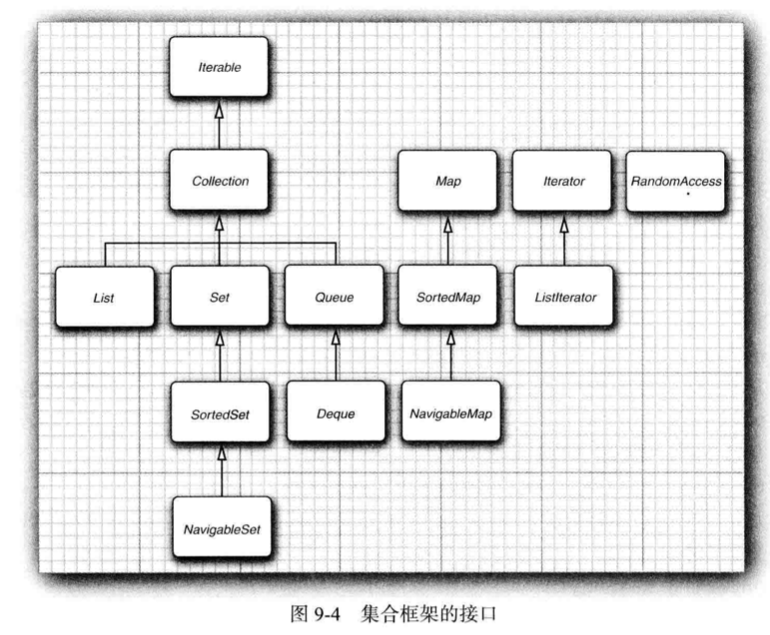 Iterable
Collection
Map
Iterator
RandomAccess
List
Set
Queue
SortedMap
ListIterator
SortedSet
Deque
NavigableMap
NavigableSet
图 9-4 集合框架的接口